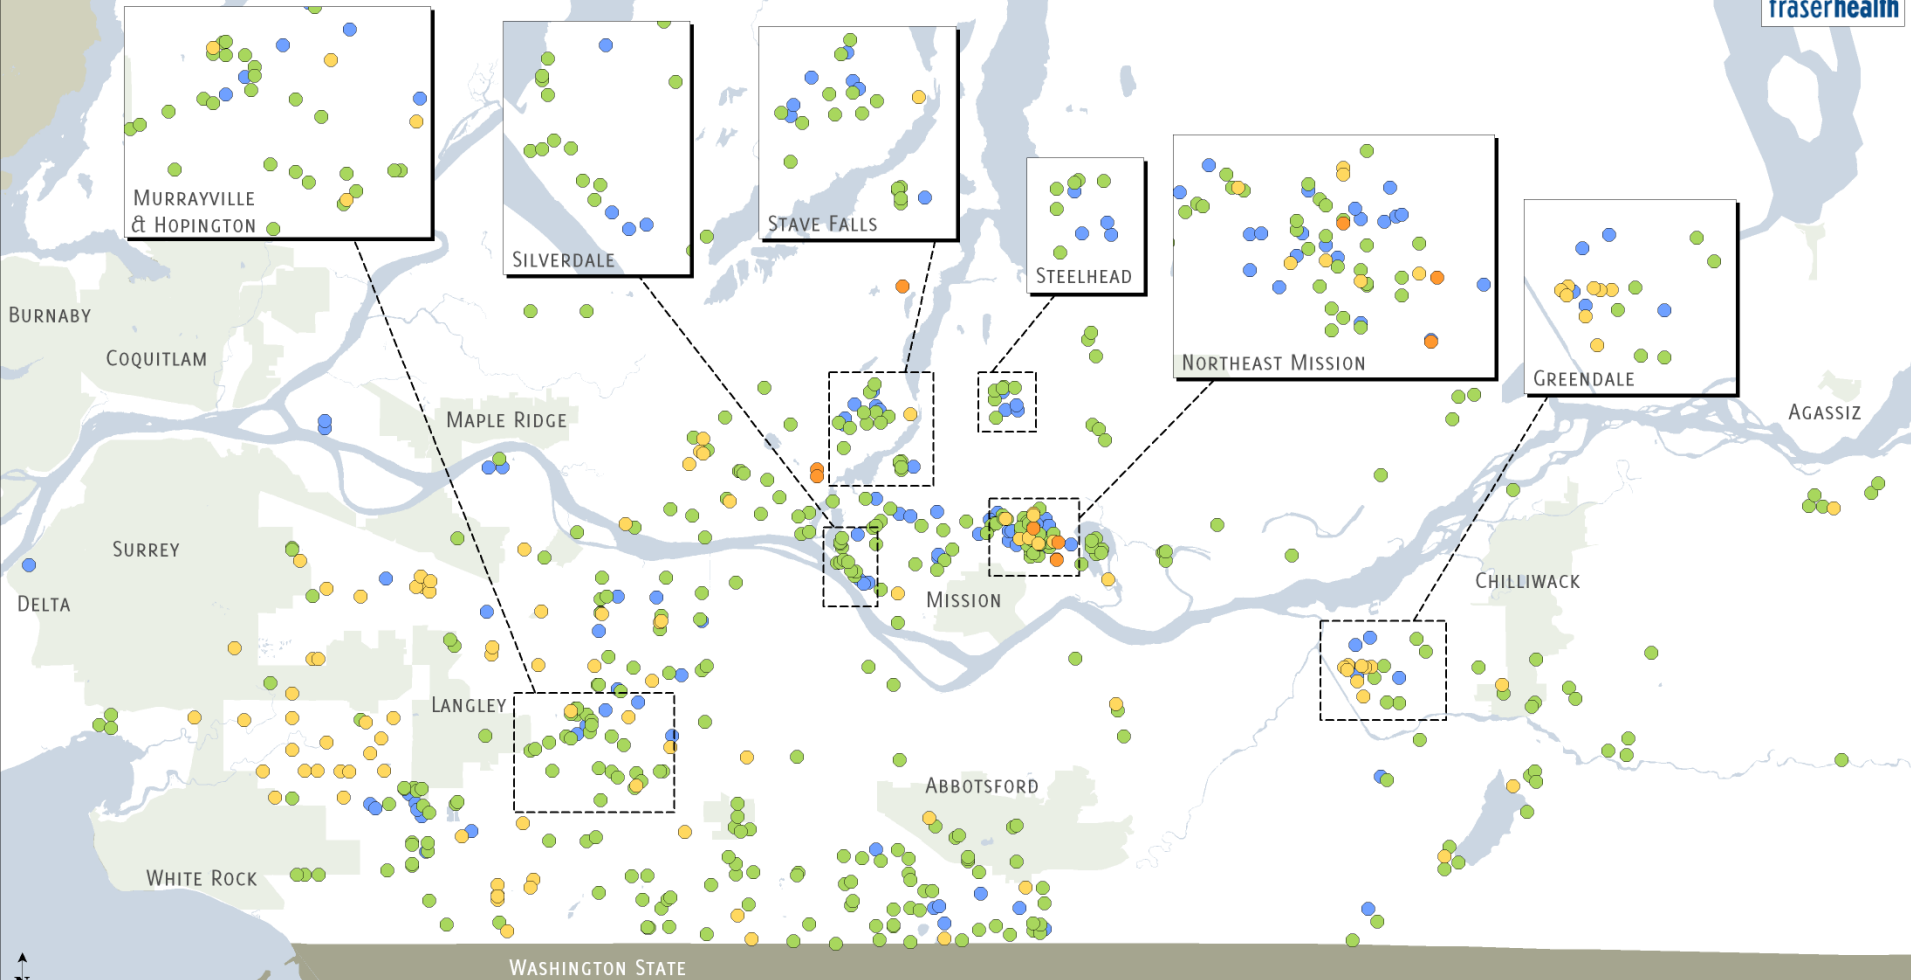 fraserhealth
MURRAYVILLE
& HOPINGTON
SILVERDALE
STAVE FALLS
STEELHEAD
NORTHEAST MISSION
GREENDALE
BURNABY
COQUITLAM
MAPLE RIDGE
AGASSIZ
SURREY
DELTA
MISSION
CHILLIWACK
LANGLEY
ABBOTSFORD
WHITE ROCK
WASHINGTON STATE
N